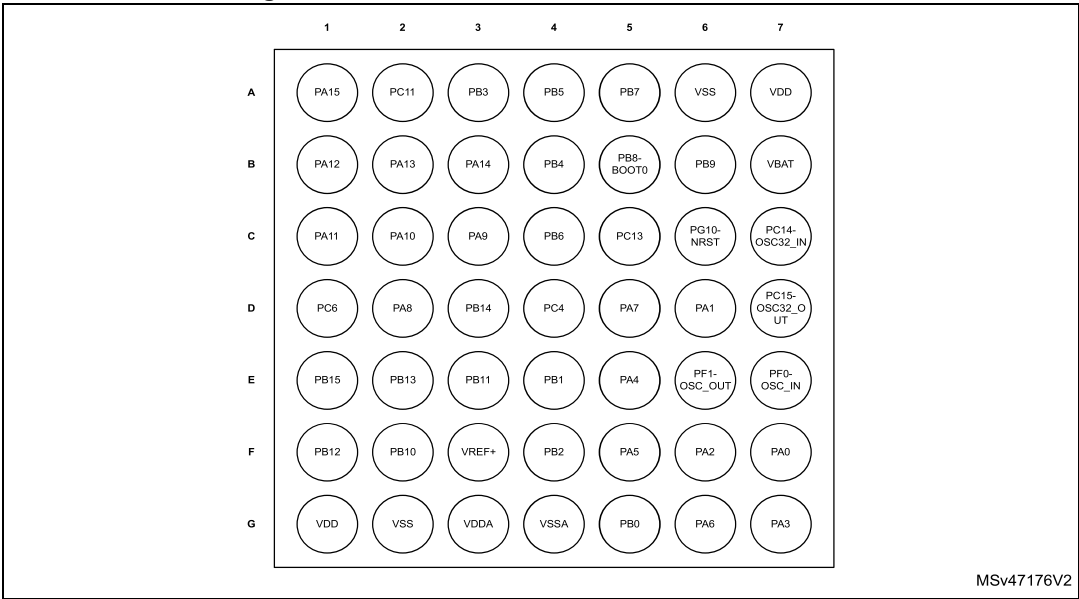 1 2 3 4 5 6 7
A PA15 PC11 PB3 PB5 PB7 VSS VDD
B PA12 PA13 PA14 PB4 PB8-
BOOT0 PB9 VBAT
C PA11 PA10 PA9 PB6 PC13 PG10-
NRST PC14-
OSC32_IN
D PC6 PA8 PB14 PC4 PA7 PA1 PC15-
OSC32_O
UT
E PB15 PB13 PB11 PB1 PA4 PF1-
OSC_OUT PF0-
OSC_IN
F PB12 PB10 VREF+ PB2 PA5 PA2 PA0
G VDD VSS VDDA VSSA PB0 PA6 PA3
MSv47176V2